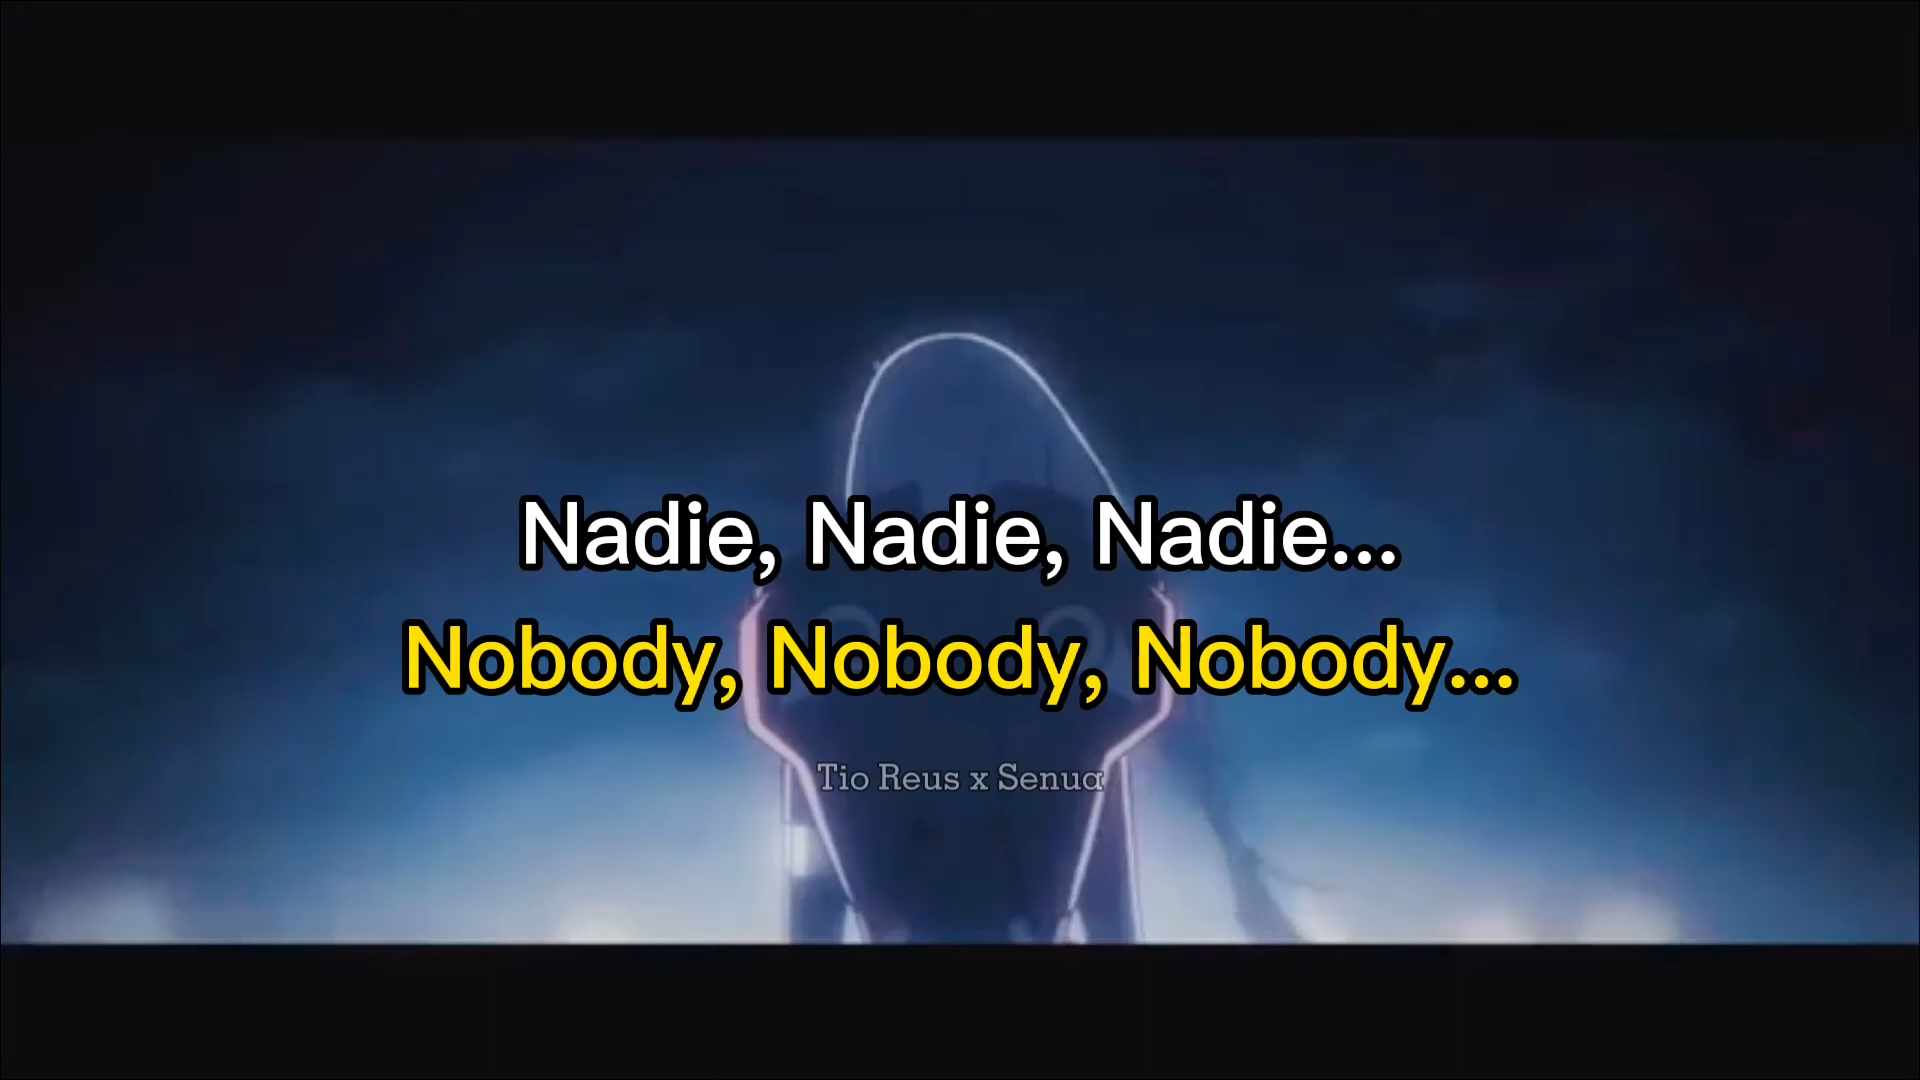 Nadie, Nadie, Nadie...
Nobody, Nobody, Nobody...
Tio Reus x Senua